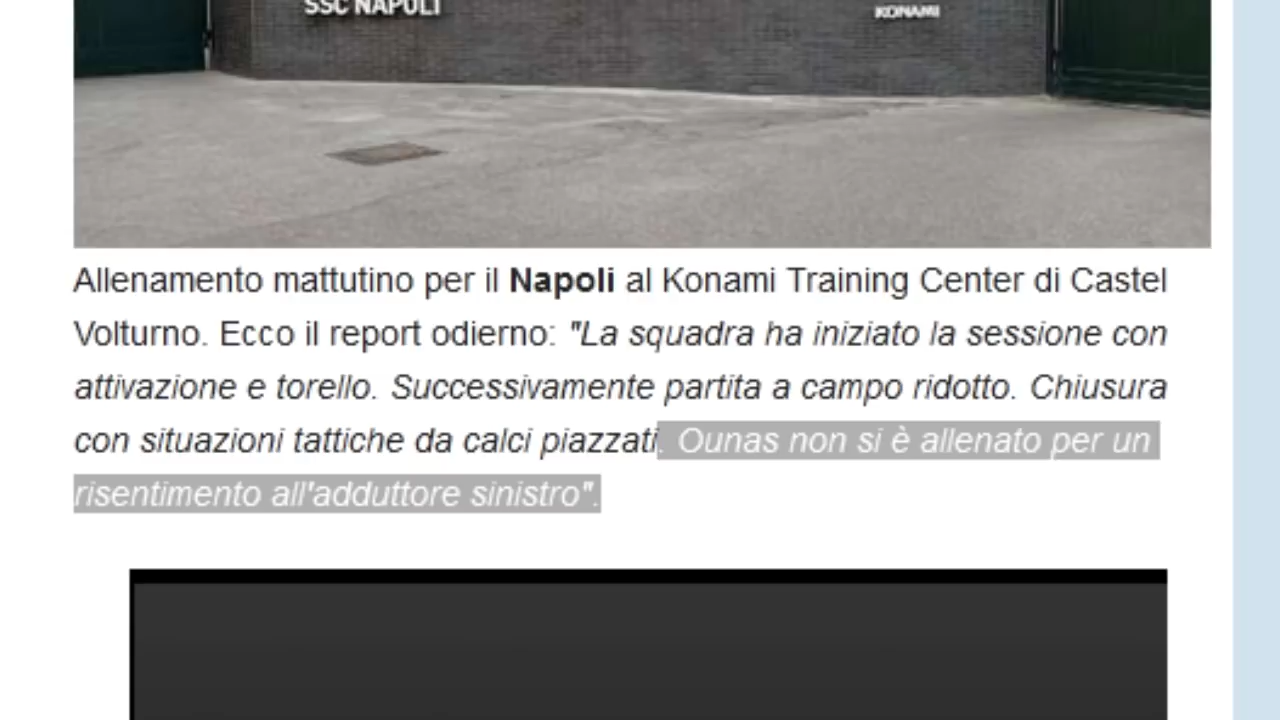 SSC NAPOLI
KONAMI
Allenamento mattutino per il Napoli al Konami Training Center di Castel
Volturno. Ecco il report odierno: "La squadra ha iniziato la sessione con
attivazione e torello. Successivamente partita a campo ridotto. Chiusura
con situazioni tattiche da calci piazzati. Ounas non si è allenato per un
risentimento all'adduttore sinistro".